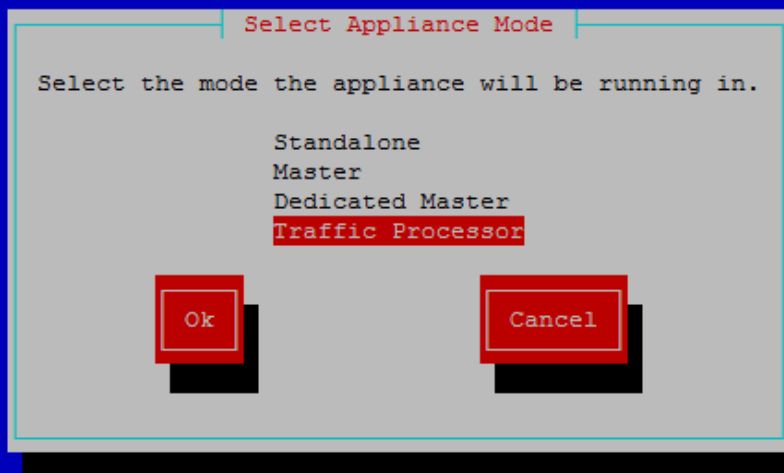 Select Appliance Mode
Select the mode the appliance will be running in.
Standalone
Master
Dedicated Master
Traffic Processor
Ok Cancel